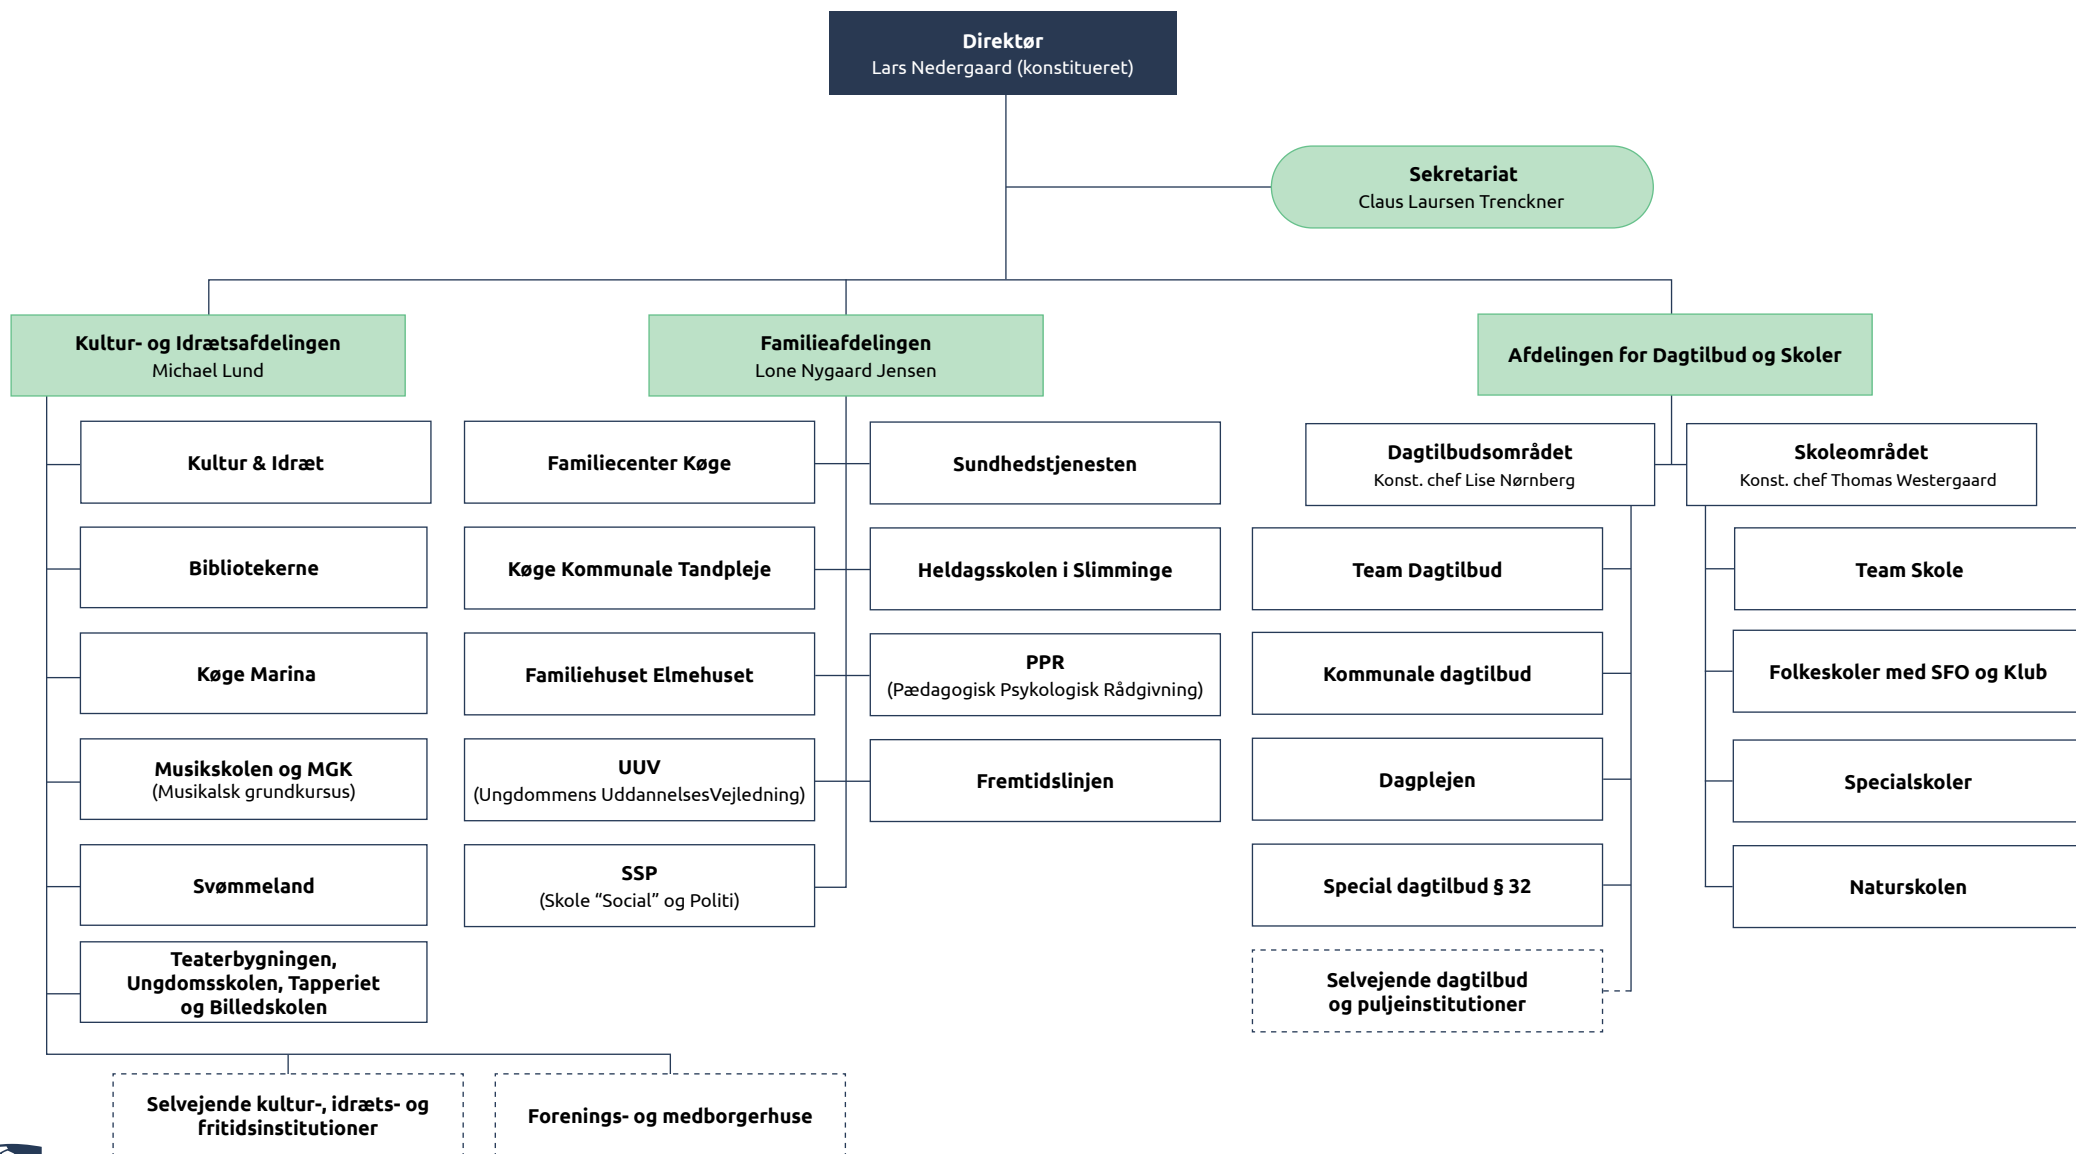 Direktør
Lars Nedergaard (konstitueret)
Sekretariat
Claus Laursen Trenckner
Kultur- og Idrætsafdelingen
Michael Lund
Kultur & Idræt
Bibliotekerne
Køge Marina
Musikskolen og MGK
(Musikalsk grundkursus)
Svømmeland
Teaterbygningen,
Ungdomsskolen, Tapperiet
og Billedskolen
Selvejende kultur-, idræts- og
fritidsinstitutioner
Forenings- og medborgerhuse
Familieafdelingen
Lone Nygaard Jensen
Familiecenter Køge
Køge Kommunale Tandpleje
Familiehuset Elmehuset
UUV
(Ungdommens UddannelsesVejledning)
SSP
(Skole “Social” og Politi)
Sundhedstjenesten
Heldagsskolen i Slimminge
PPR
(Pædagogisk Psykologisk Rådgivning)
Fremtidslinjen
Afdelingen for Dagtilbud og Skoler
Dagtilbudsområdet
Konst. chef Lise Nørnberg
Team Dagtilbud
Kommunale dagtilbud
Dagplejen
Special dagtilbud § 32
Selvejende dagtilbud
og puljeinstitutioner
Skoleområdet
Konst. chef Thomas Westergaard
Team Skole
Folkeskoler med SFO og Klub
Specialskoler
Naturskolen